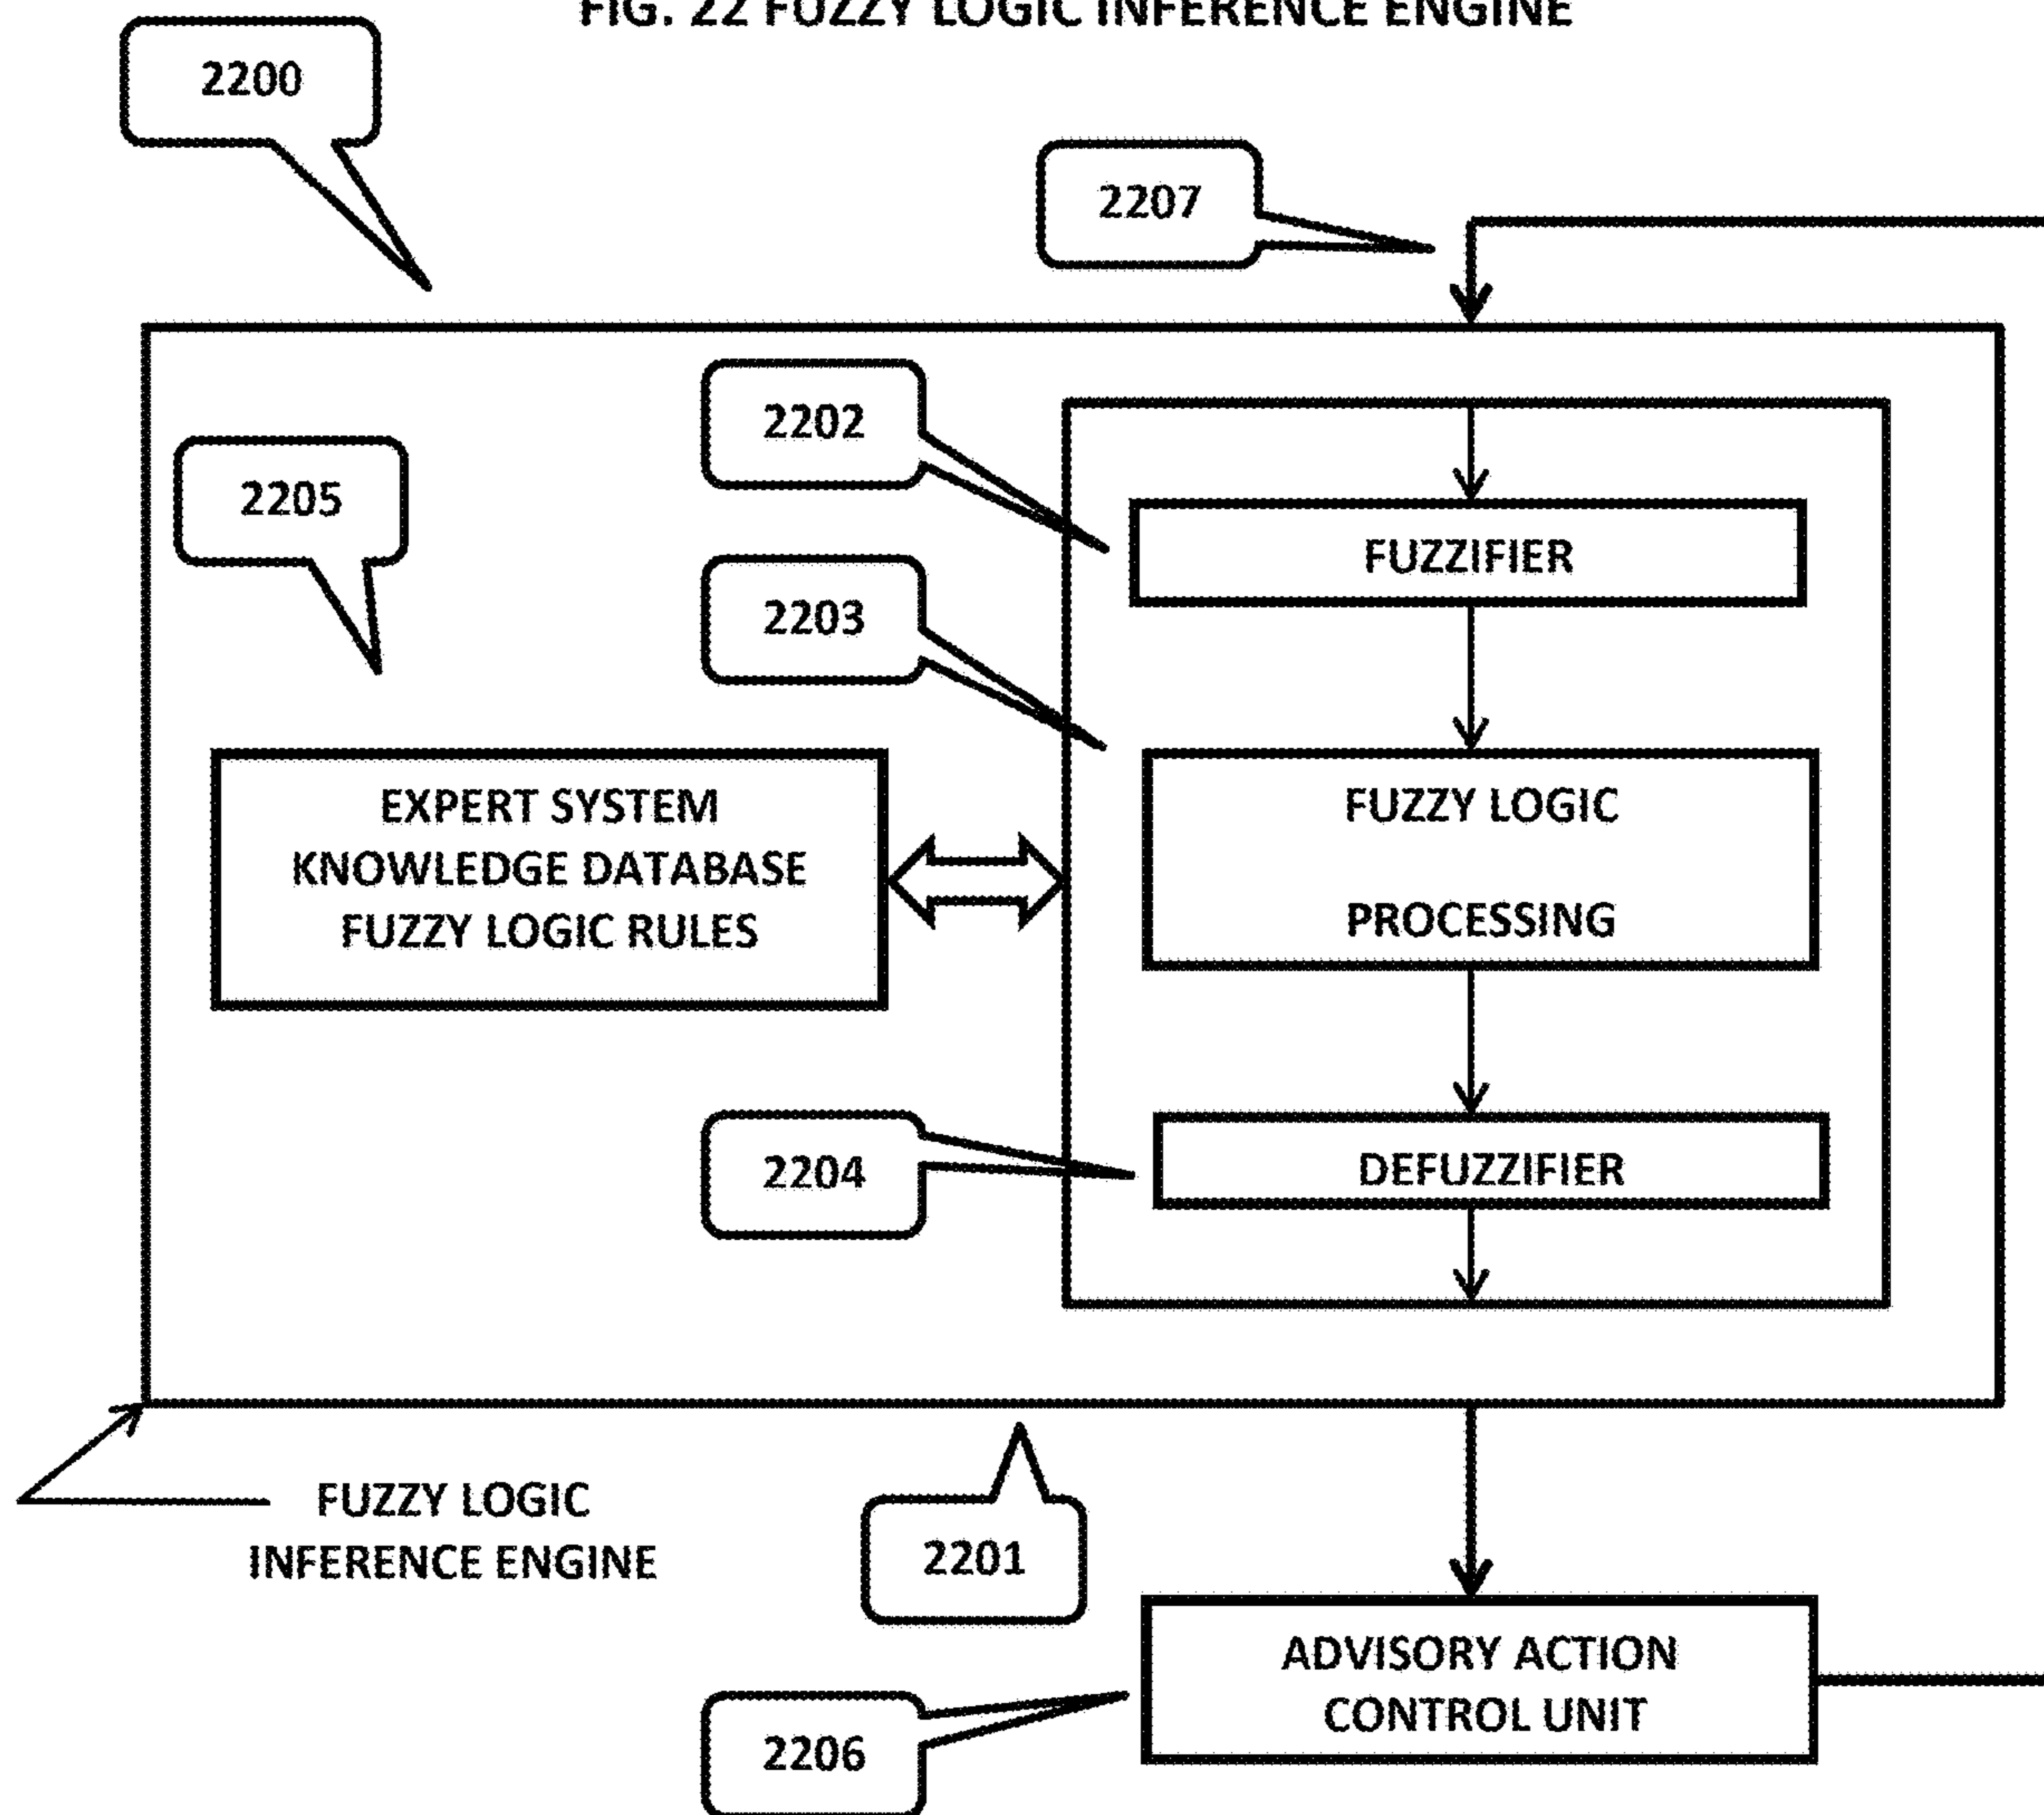 FIG. 22 FUZZY LOGIC INFERENCE ENGINE
2200
2207
2202
2205
FUZZIFIER
2203
EXPERT SYSTEM
KNOWLEDGE DATABASE
FUZZY LOGIC RULES
FUZZY LOGIC
PROCESSING
2204
DEFUZZIFIER
FUZZY LOGIC
INFERENCE ENGINE
2201
ADVISORY ACTION
CONTROL UNIT
2206